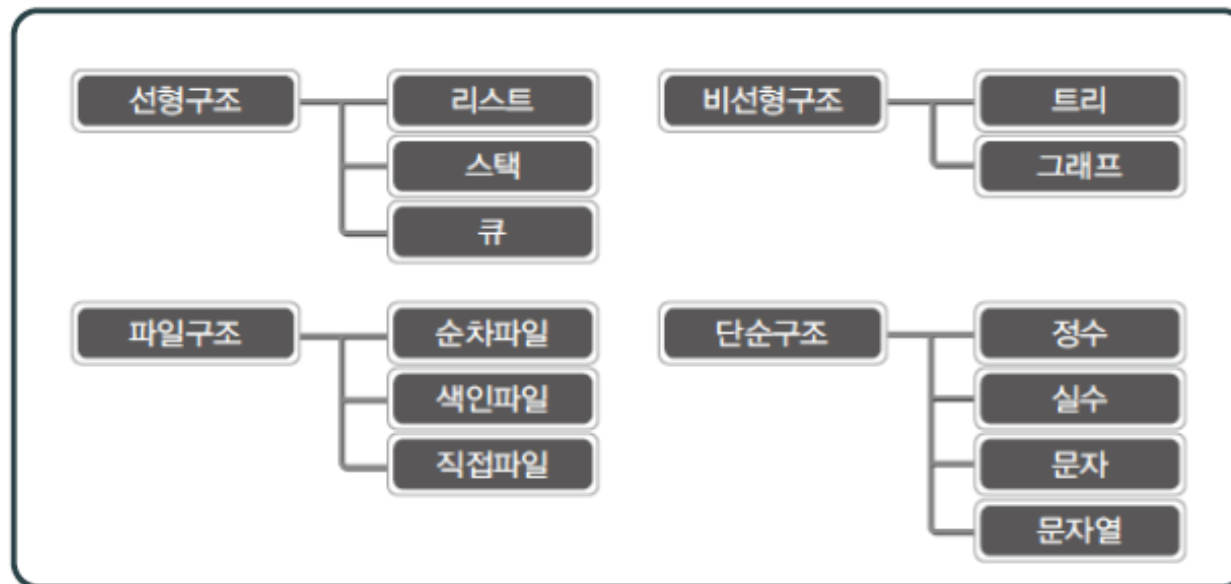 선형구조
리스트
스택
큐
비선형구조
트리
그래프
파일구조
순차파일
색인파일
직접파일
단순구조
정수
실수
문자
문자열